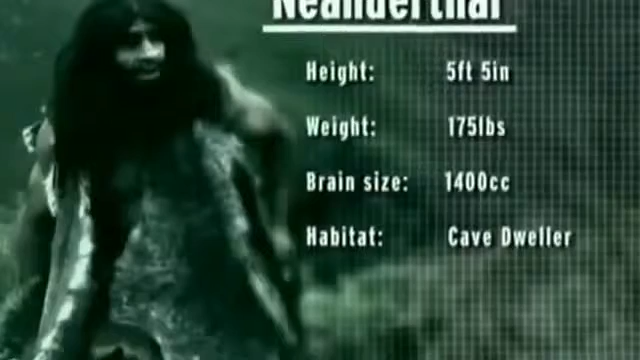 Neanderthal
Height: 5ft 5in
Weight: 175lbs
Brain size: 1400cc
Habitat: Cave Dweller